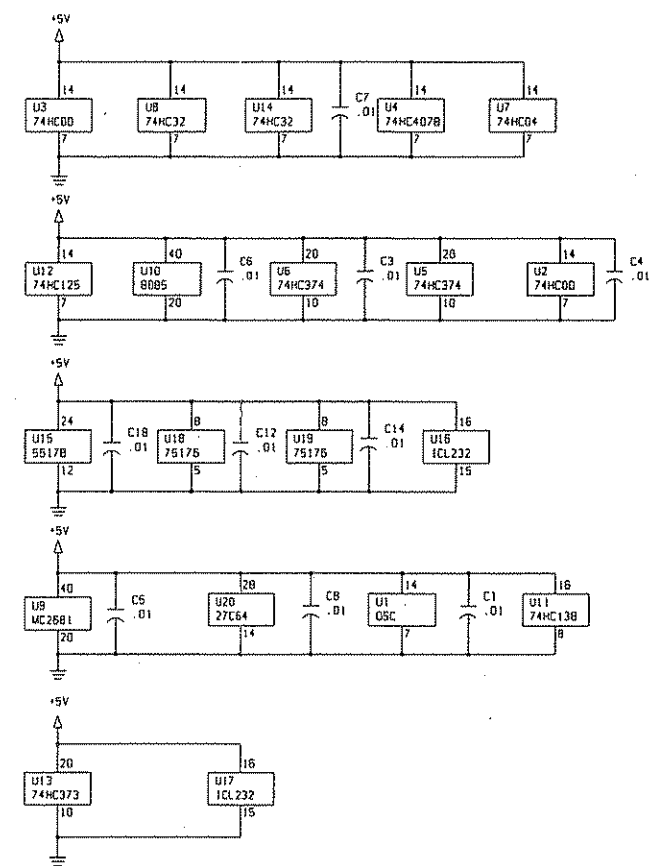 +5V
14 14 14 C7 14 14
U3 U8 U14 U4 U7
74HC00 74HC32 74HC32 .01 74HC4078 74HC04
7 7 7 7 7
+5V
14 40 C6 20 C3 20 14 C4
U12 U10 .01 U6 .01 U5 U2 .01
74HC125 8085 74HC374 74HC374 74HC00
7 20 10 10 7
+5V
24 C18 8 C12 8 C14 16
U15 .01 U18 .01 U19 .01 U16
55178 75176 75176 ICL232
12 5 5 15
+5V
40 C5 28 C8 14 C1 16
U9 .01 U20 .01 U1 .01 U11
MC2681 27C64 OSC 74HC138
20 14 7 8
+5V
20 16
U13 U17
74HC373 ICL232
10 15